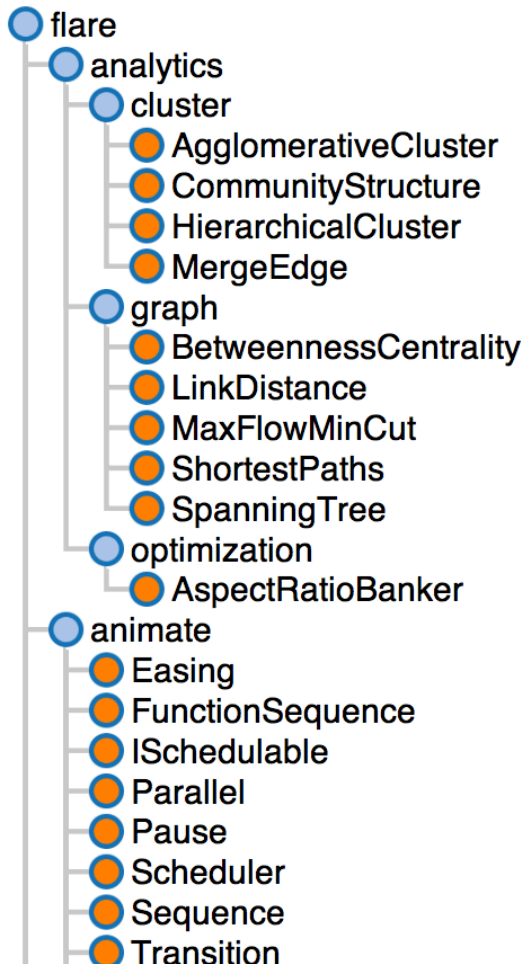 flare
analytics
cluster
AgglomerativeCluster
CommunityStructure
HierarchicalCluster
MergeEdge
graph
BetweennessCentrality
LinkDistance
MaxFlowMinCut
ShortestPaths
SpanningTree
optimization
AspectRatioBanker
animate
Easing
FunctionSequence
ISchedulable
Parallel
Pause
Scheduler
Sequence
Transition